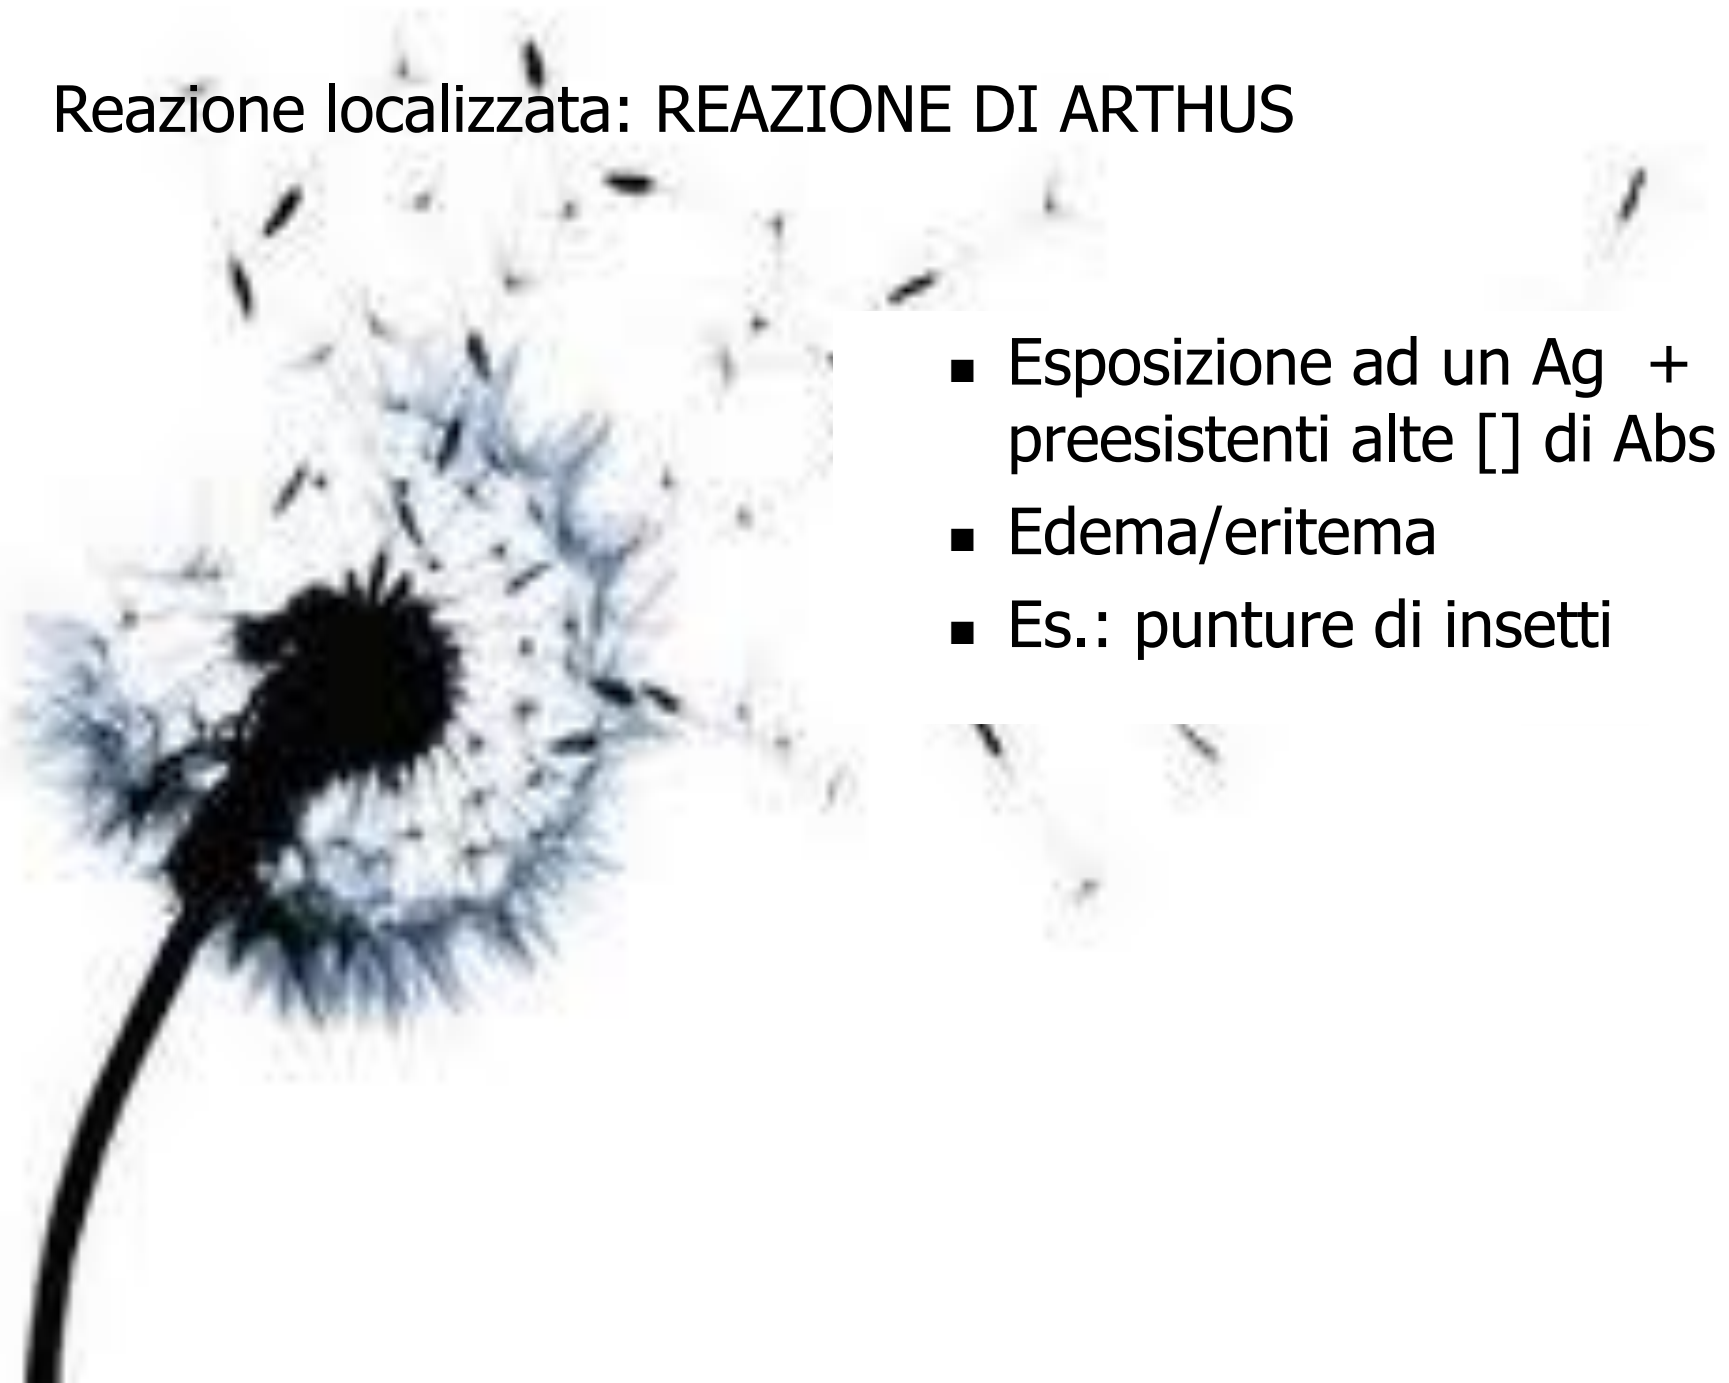 Reazione localizzata: REAZIONE DI ARTHUS
▪ Esposizione ad un Ag +
preesistenti alte [] di Abs
▪ Edema/eritema
▪ Es.: punture di insetti